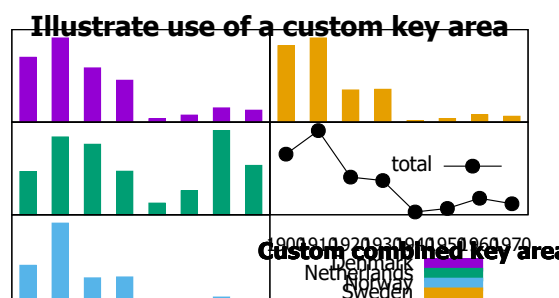 Illustrate use of a custom key area
total
1900 1910 1920 1930 1940 1950 1960 1970
Custom combined key area
Denmark
Netherlands
Norway
Sweden